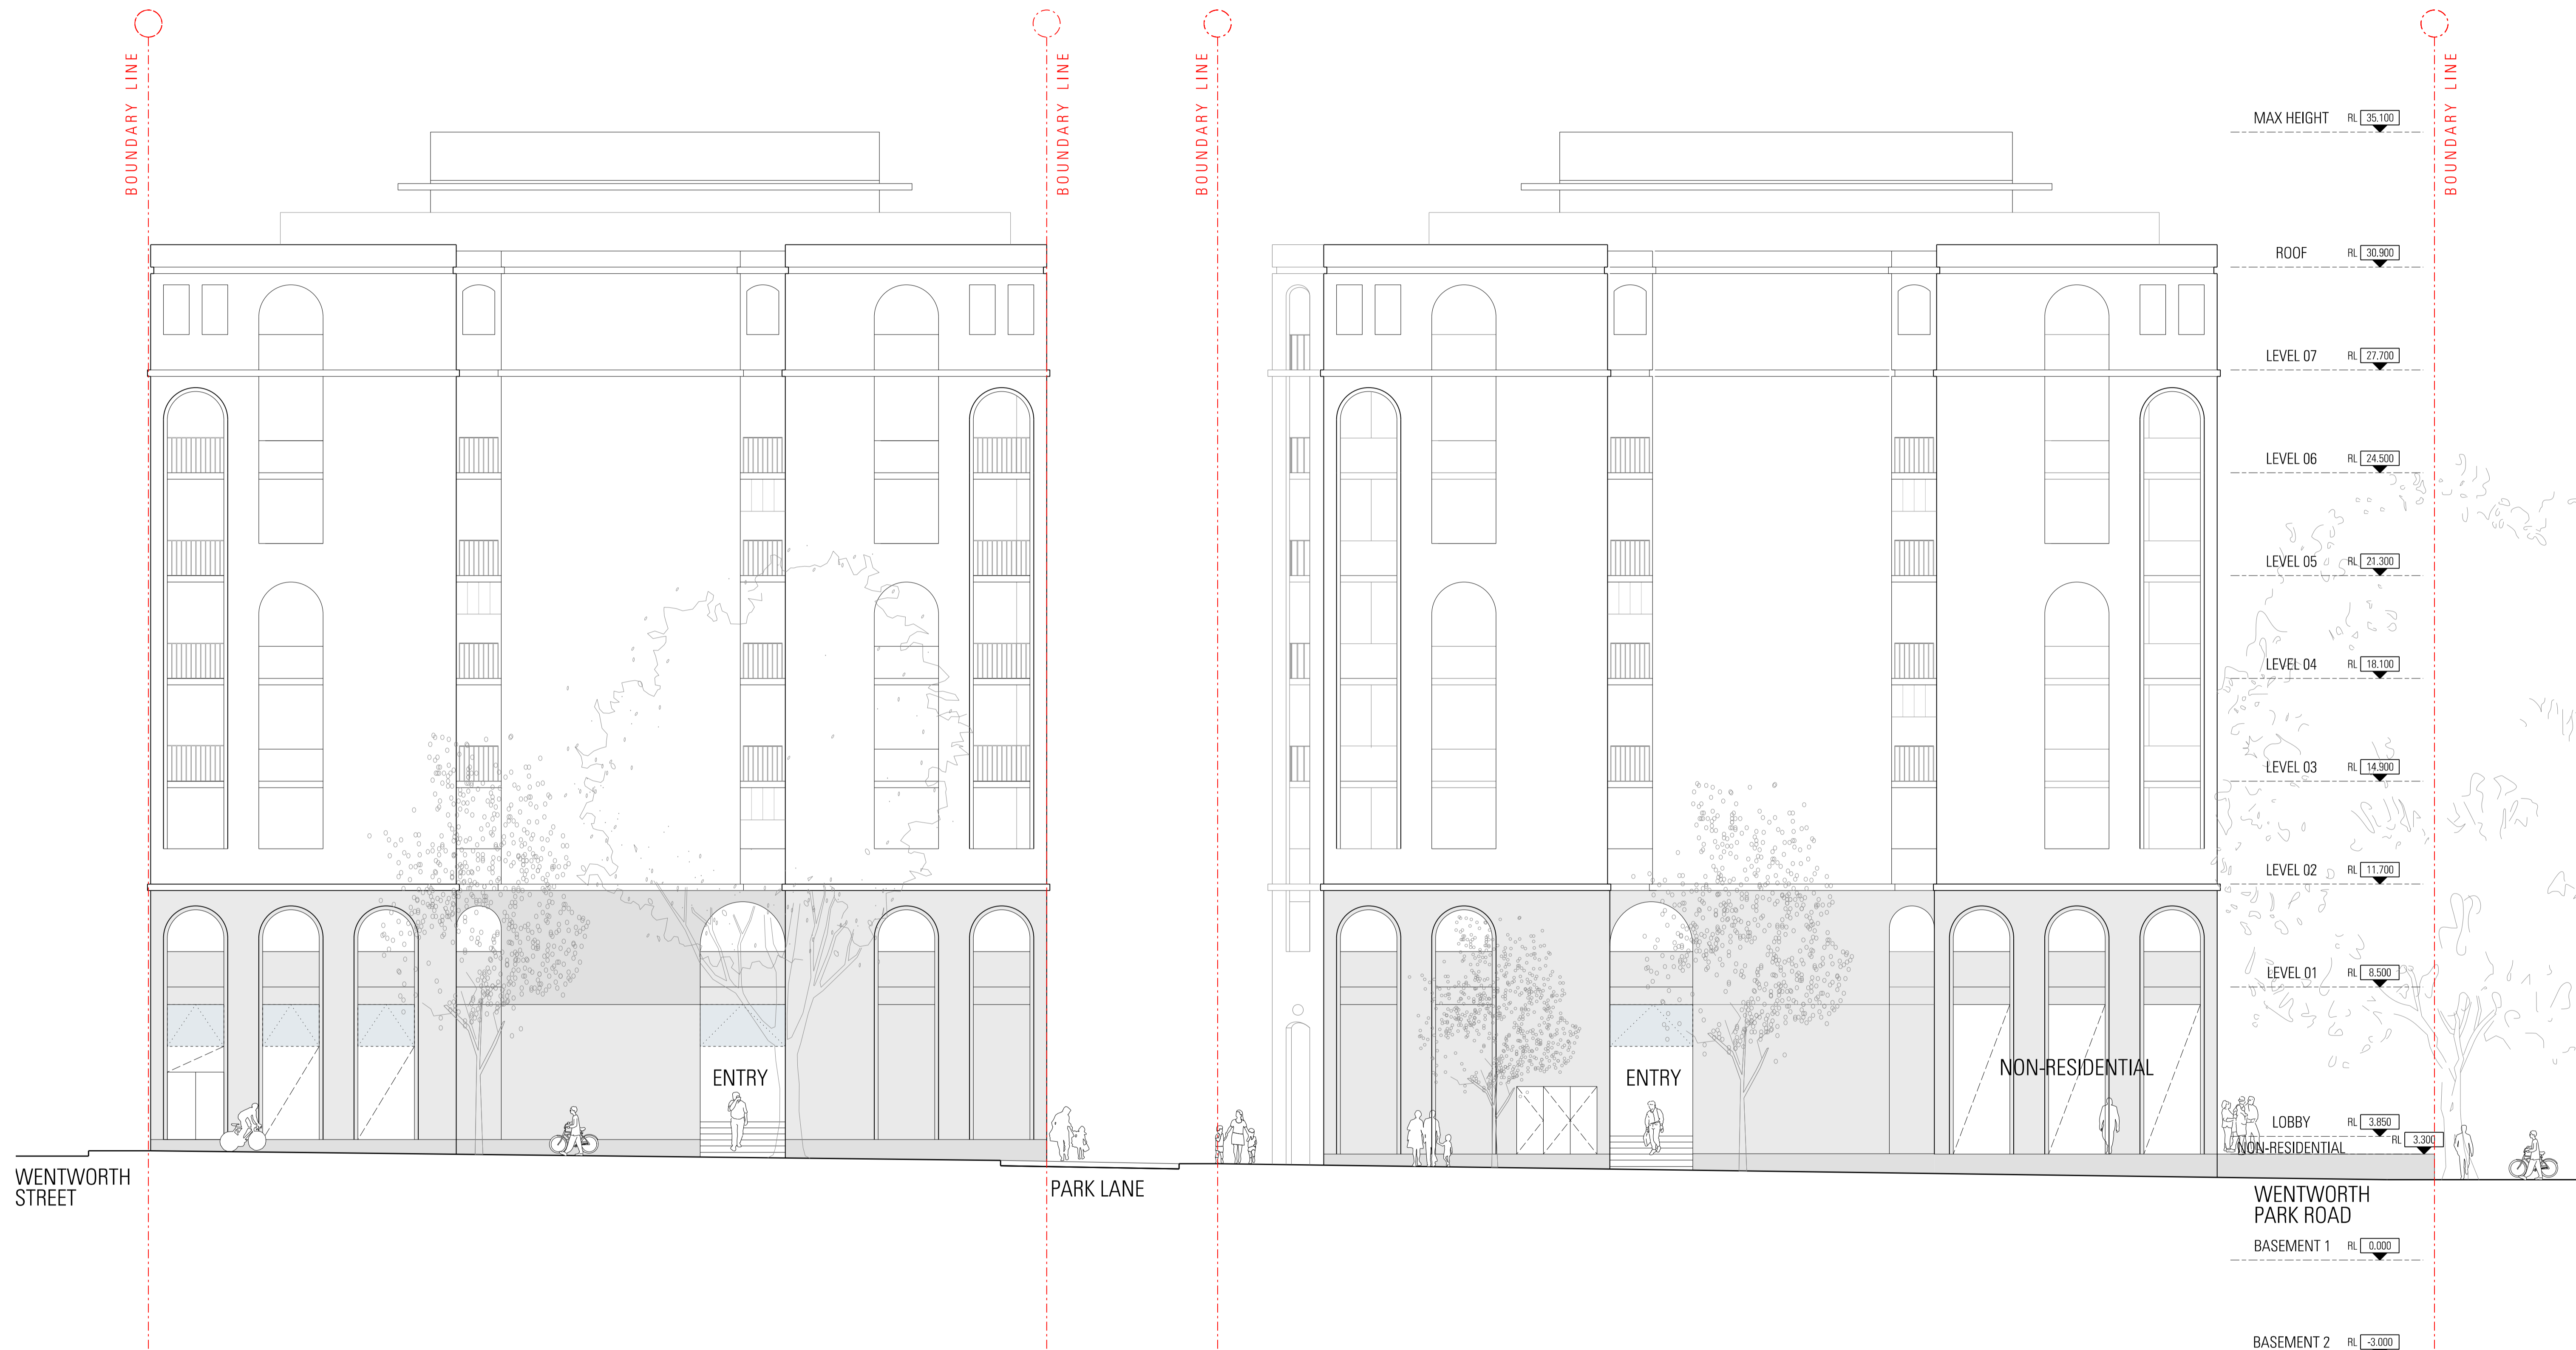 BOUNDARY LINE
BOUNDARY LINE
BOUNDARY LINE
BOUNDARY LINE
MAX HEIGHT RL 35.100
ROOF RL 30.900
LEVEL 07 RL 27.700
LEVEL 06 RL 24.500
LEVEL 05 RL 21.300
LEVEL 04 RL 18.100
LEVEL 03 RL 14.900
LEVEL 02 RL 11.700
LEVEL 01 RL 8.500
ENTRY
ENTRY
NON-RESIDENTIAL
LOBBY RL 3.850
NON-RESIDENTIAL RL 3.300
WENTWORTH
STREET
PARK LANE
WENTWORTH
PARK ROAD
BASEMENT 1 RL 0.000
BASEMENT 2 RL -3.000